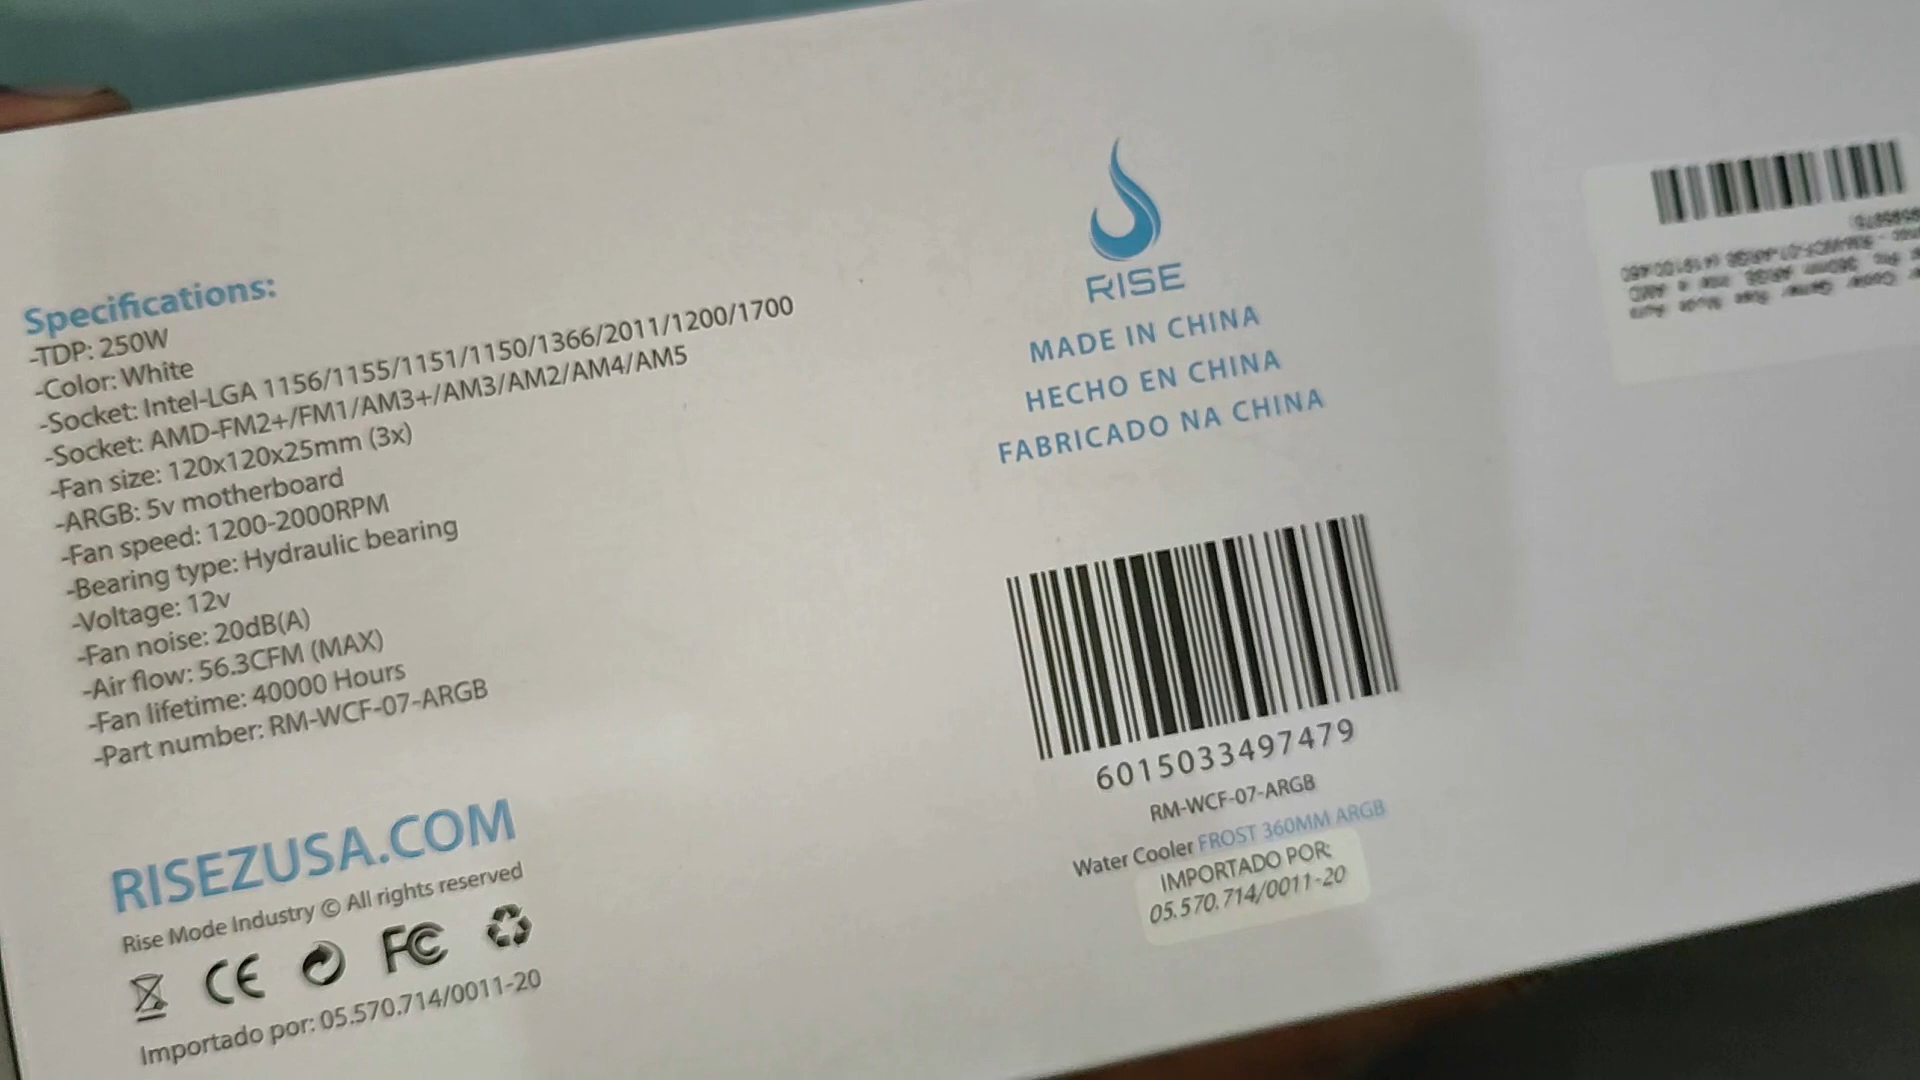 Specifications:
-TDP: 250W
-Color: White
-Socket: Intel-LGA 1156/1155/1151/1150/1366/2011/1200/1700
-Socket: AMD-FM2+/FM1/AM3+/AM3/AM2/AM4/AM5
-Fan size: 120x120x25mm (3x)
-ARGB: 5v motherboard
-Fan speed: 1200-2000RPM
-Bearing type: Hydraulic bearing
-Voltage: 12v
-Fan noise: 20dB(A)
-Air flow: 56.3CFM (MAX)
-Fan lifetime: 40000 Hours
-Part number: RM-WCF-07-ARGB
RISEZUSA.COM
Rise Mode Industry © All rights reserved
CE FC
Importado por: 05.570.714/0011-20
RISE
MADE IN CHINA
HECHO EN CHINA
FABRICADO NA CHINA
6015033497479
RM-WCF-07-ARGB
Water Cooler FROST 360MM ARGB
IMPORTADO POR:
05.570.714/0011-20